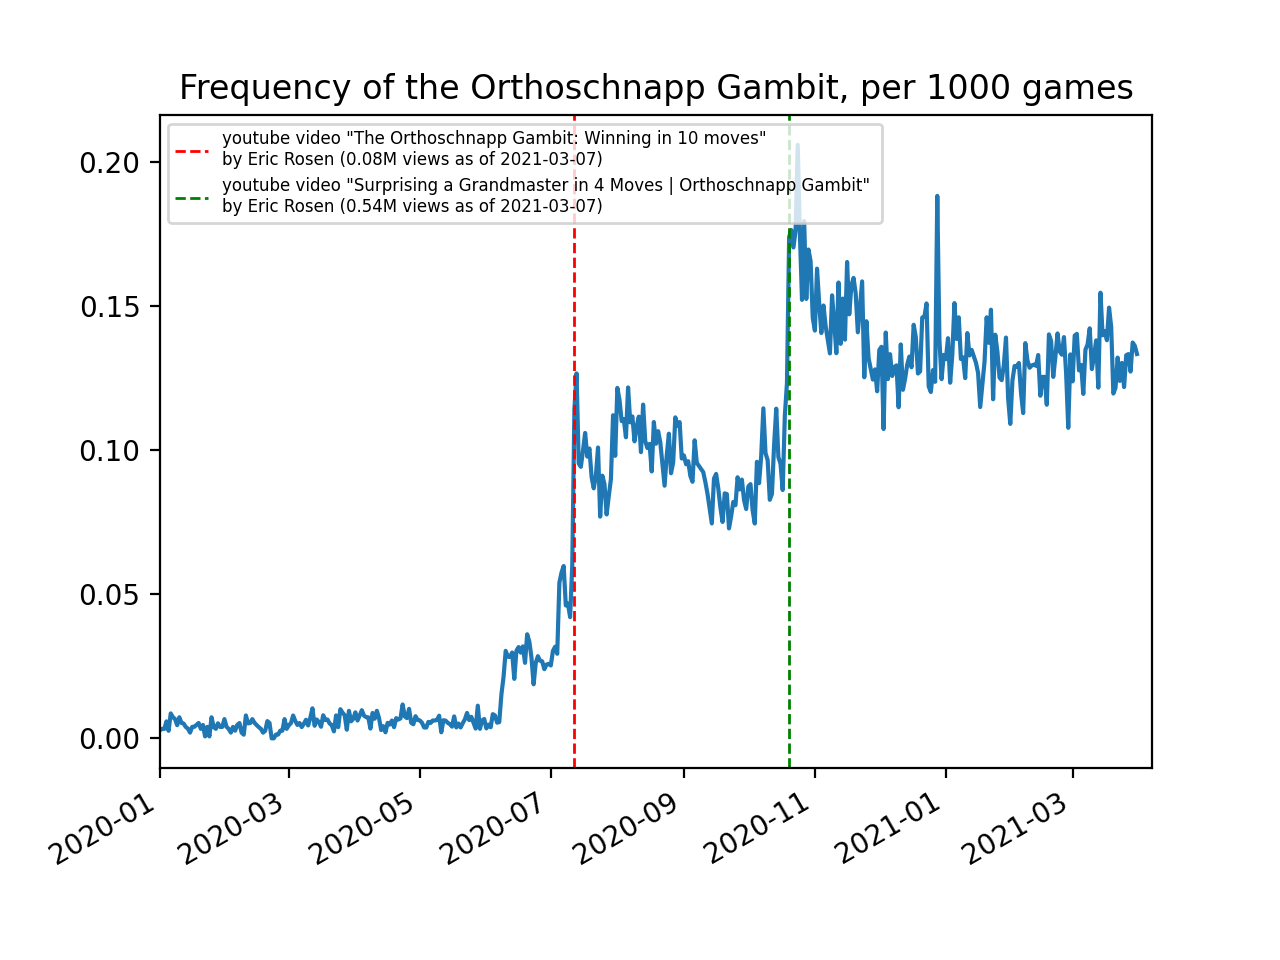 Frequency of the Orthoschnapp Gambit, per 1000 games
youtube video "The Orthoschnapp Gambit: Winning in 10 moves"
by Eric Rosen (0.08M views as of 2021-03-07)
youtube video "Surprising a Grandmaster in 4 Moves | Orthoschnapp Gambit"
by Eric Rosen (0.54M views as of 2021-03-07)
0.20
0.15
0.10
0.05
0.00
2020-01
2020-03
2020-05
2020-07
2020-09
2020-11
2021-01
2021-03